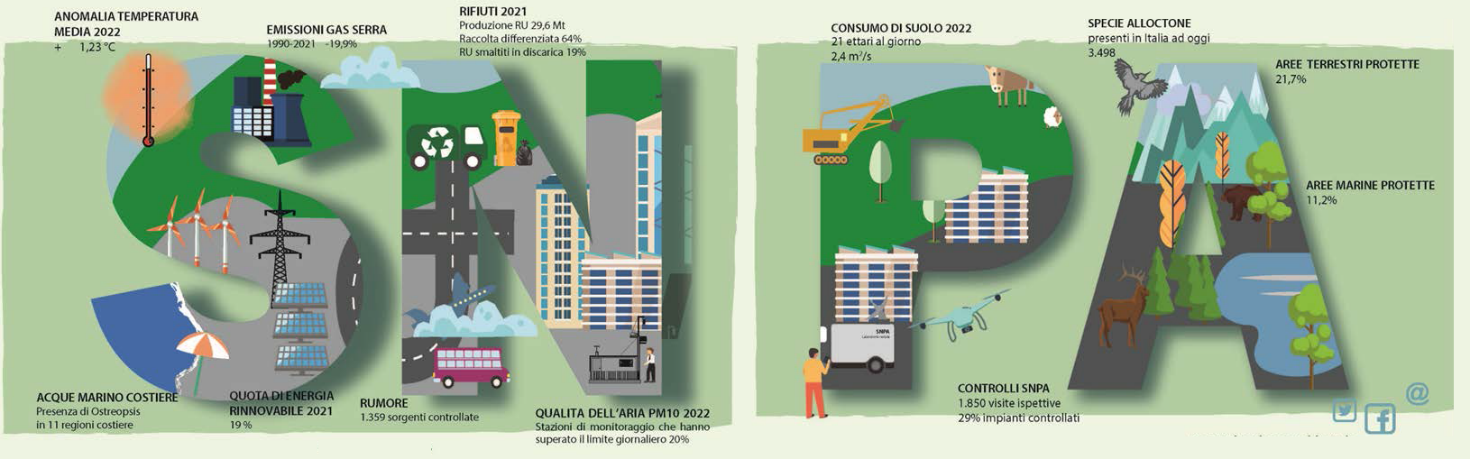 ANOMALIA TEMPERATURA
MEDIA 2022
+ 1,23 °C
EMISSIONI GAS SERRA
1990-2021 -19,9%
RIFIUTI 2021
Produzione RU 29,6 Mt
Raccolta differenziata 64%
RU smaltiti in discarica 19%
CONSUMO DI SUOLO 2022
21 ettari al giorno
2,4 m²/s
SPECIE ALLOCTONE
presenti in Italia ad oggi
3.498
AREE TERRESTRI PROTETTE
21,7%
AREE MARINE PROTETTE
11,2%
SNPA
ACQUE MARINO COSTIERE
Presenza di Ostreopsis
in 11 regioni costiere
QUOTA DI ENERGIA
RINNOVABILE 2021
19 %
RUMORE
1.359 sorgenti controllate
QUALITA DELL'ARIA PM10 2022
Stazioni di monitoraggio che hanno
superato il limite giornaliero 20%
SNPA
CONTROLLI SNPA
1.850 visite ispettive
29% impianti controllati
@